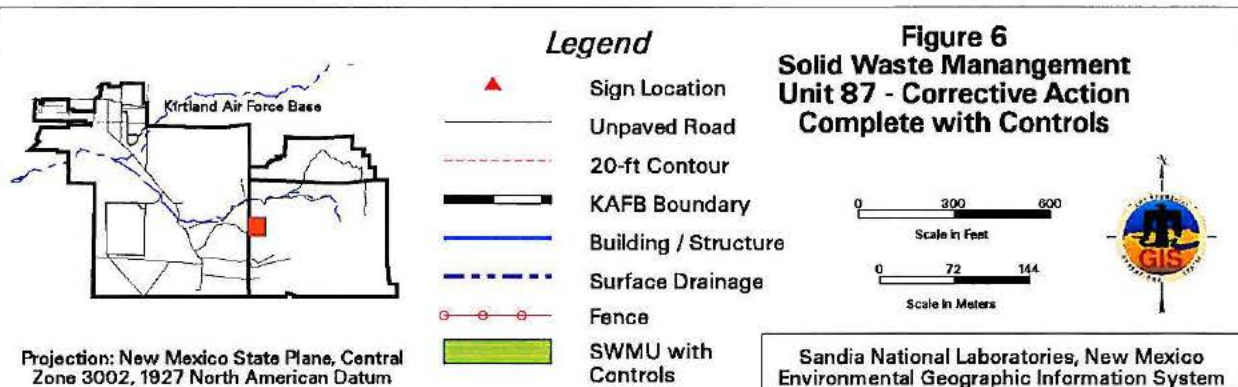 Kirtland Air Force Base
Projection: New Mexico State Plane, Central
Zone 3002, 1927 North American Datum
Legend
Sign Location
Unpaved Road
20-ft Contour
KAFB Boundary
Building / Structure
Surface Drainage
Fence
SWMU with
Controls
Figure 6
Solid Waste Manangement
Unit 87 - Corrective Action
Complete with Controls
0 300 600
Scale in Feet
0 72 144
Scale in Meters
N
GIS
Sandia National Laboratories, New Mexico
Environmental Geographic Information System